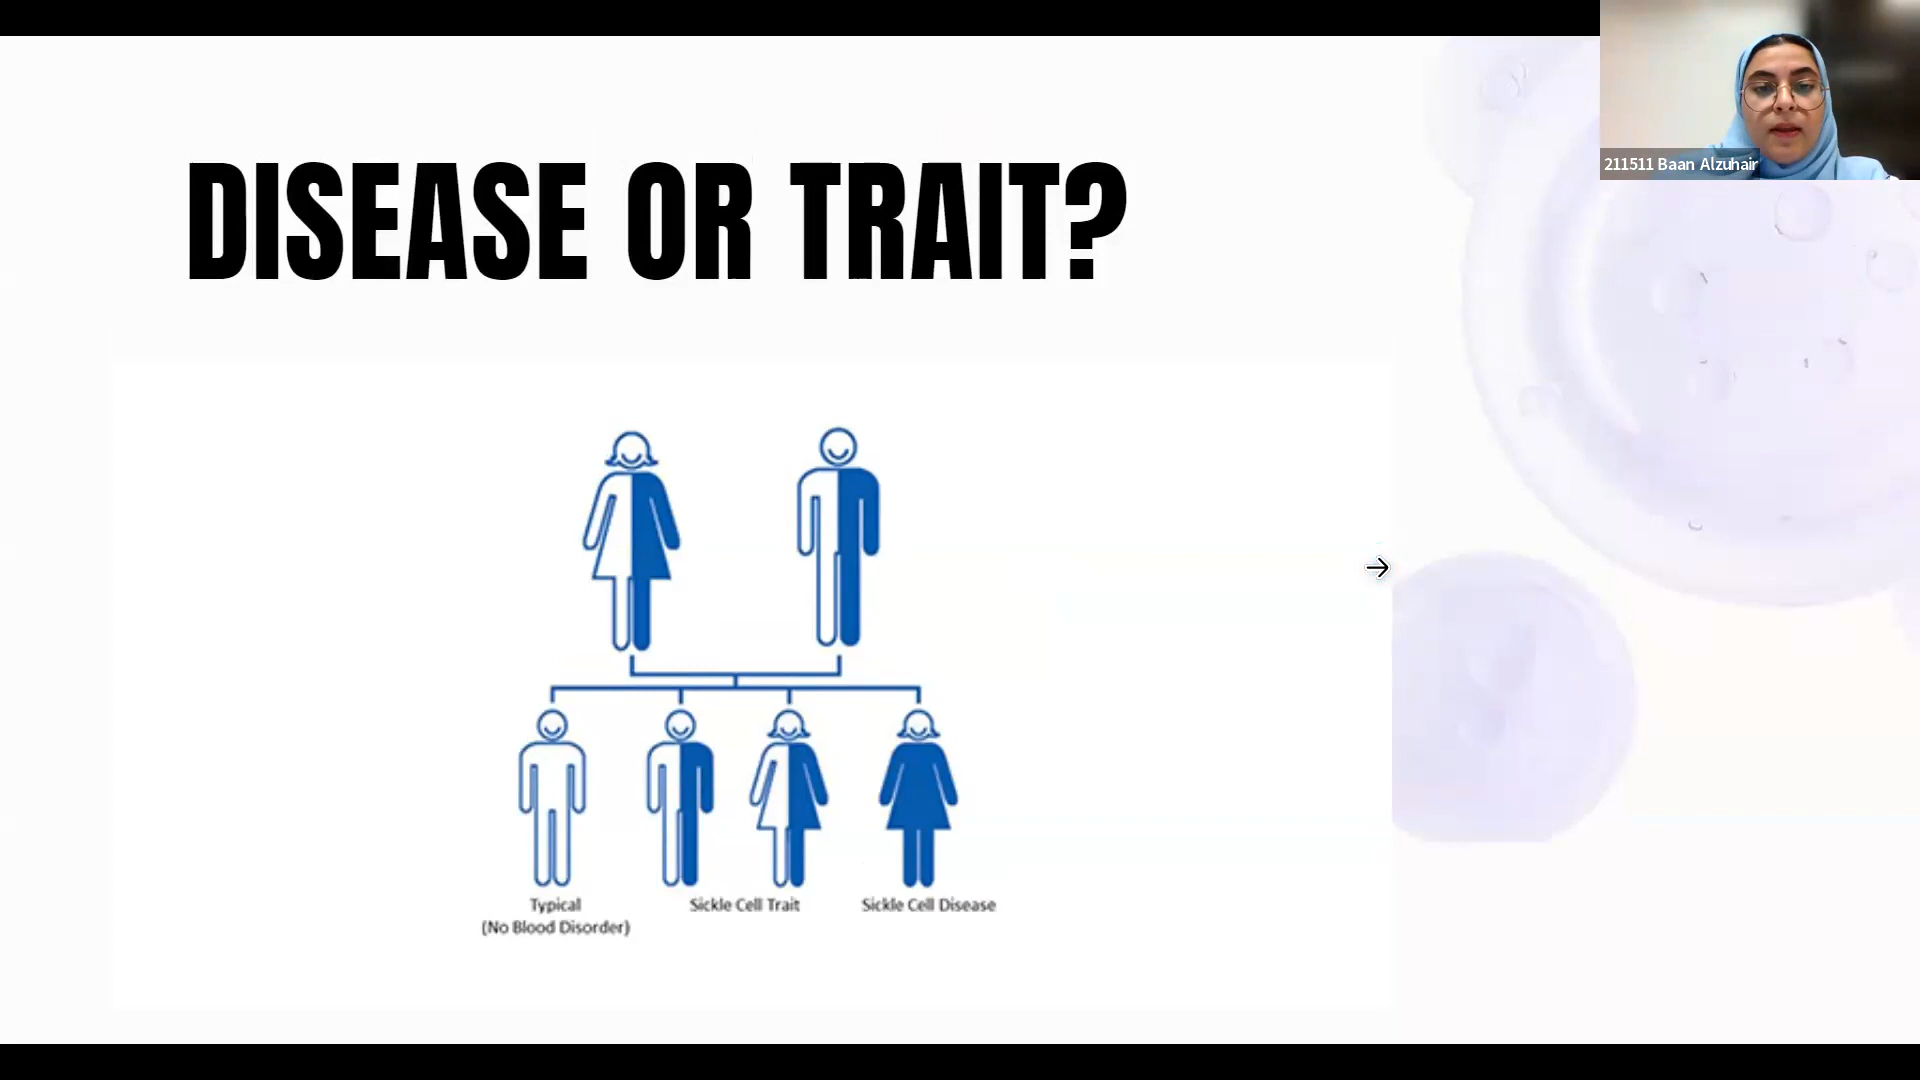 DISEASE OR TRAIT?
211511 Baan Alzuhair
Typical
(No Blood Disorder)
Sickle Cell Trait
Sickle Cell Disease